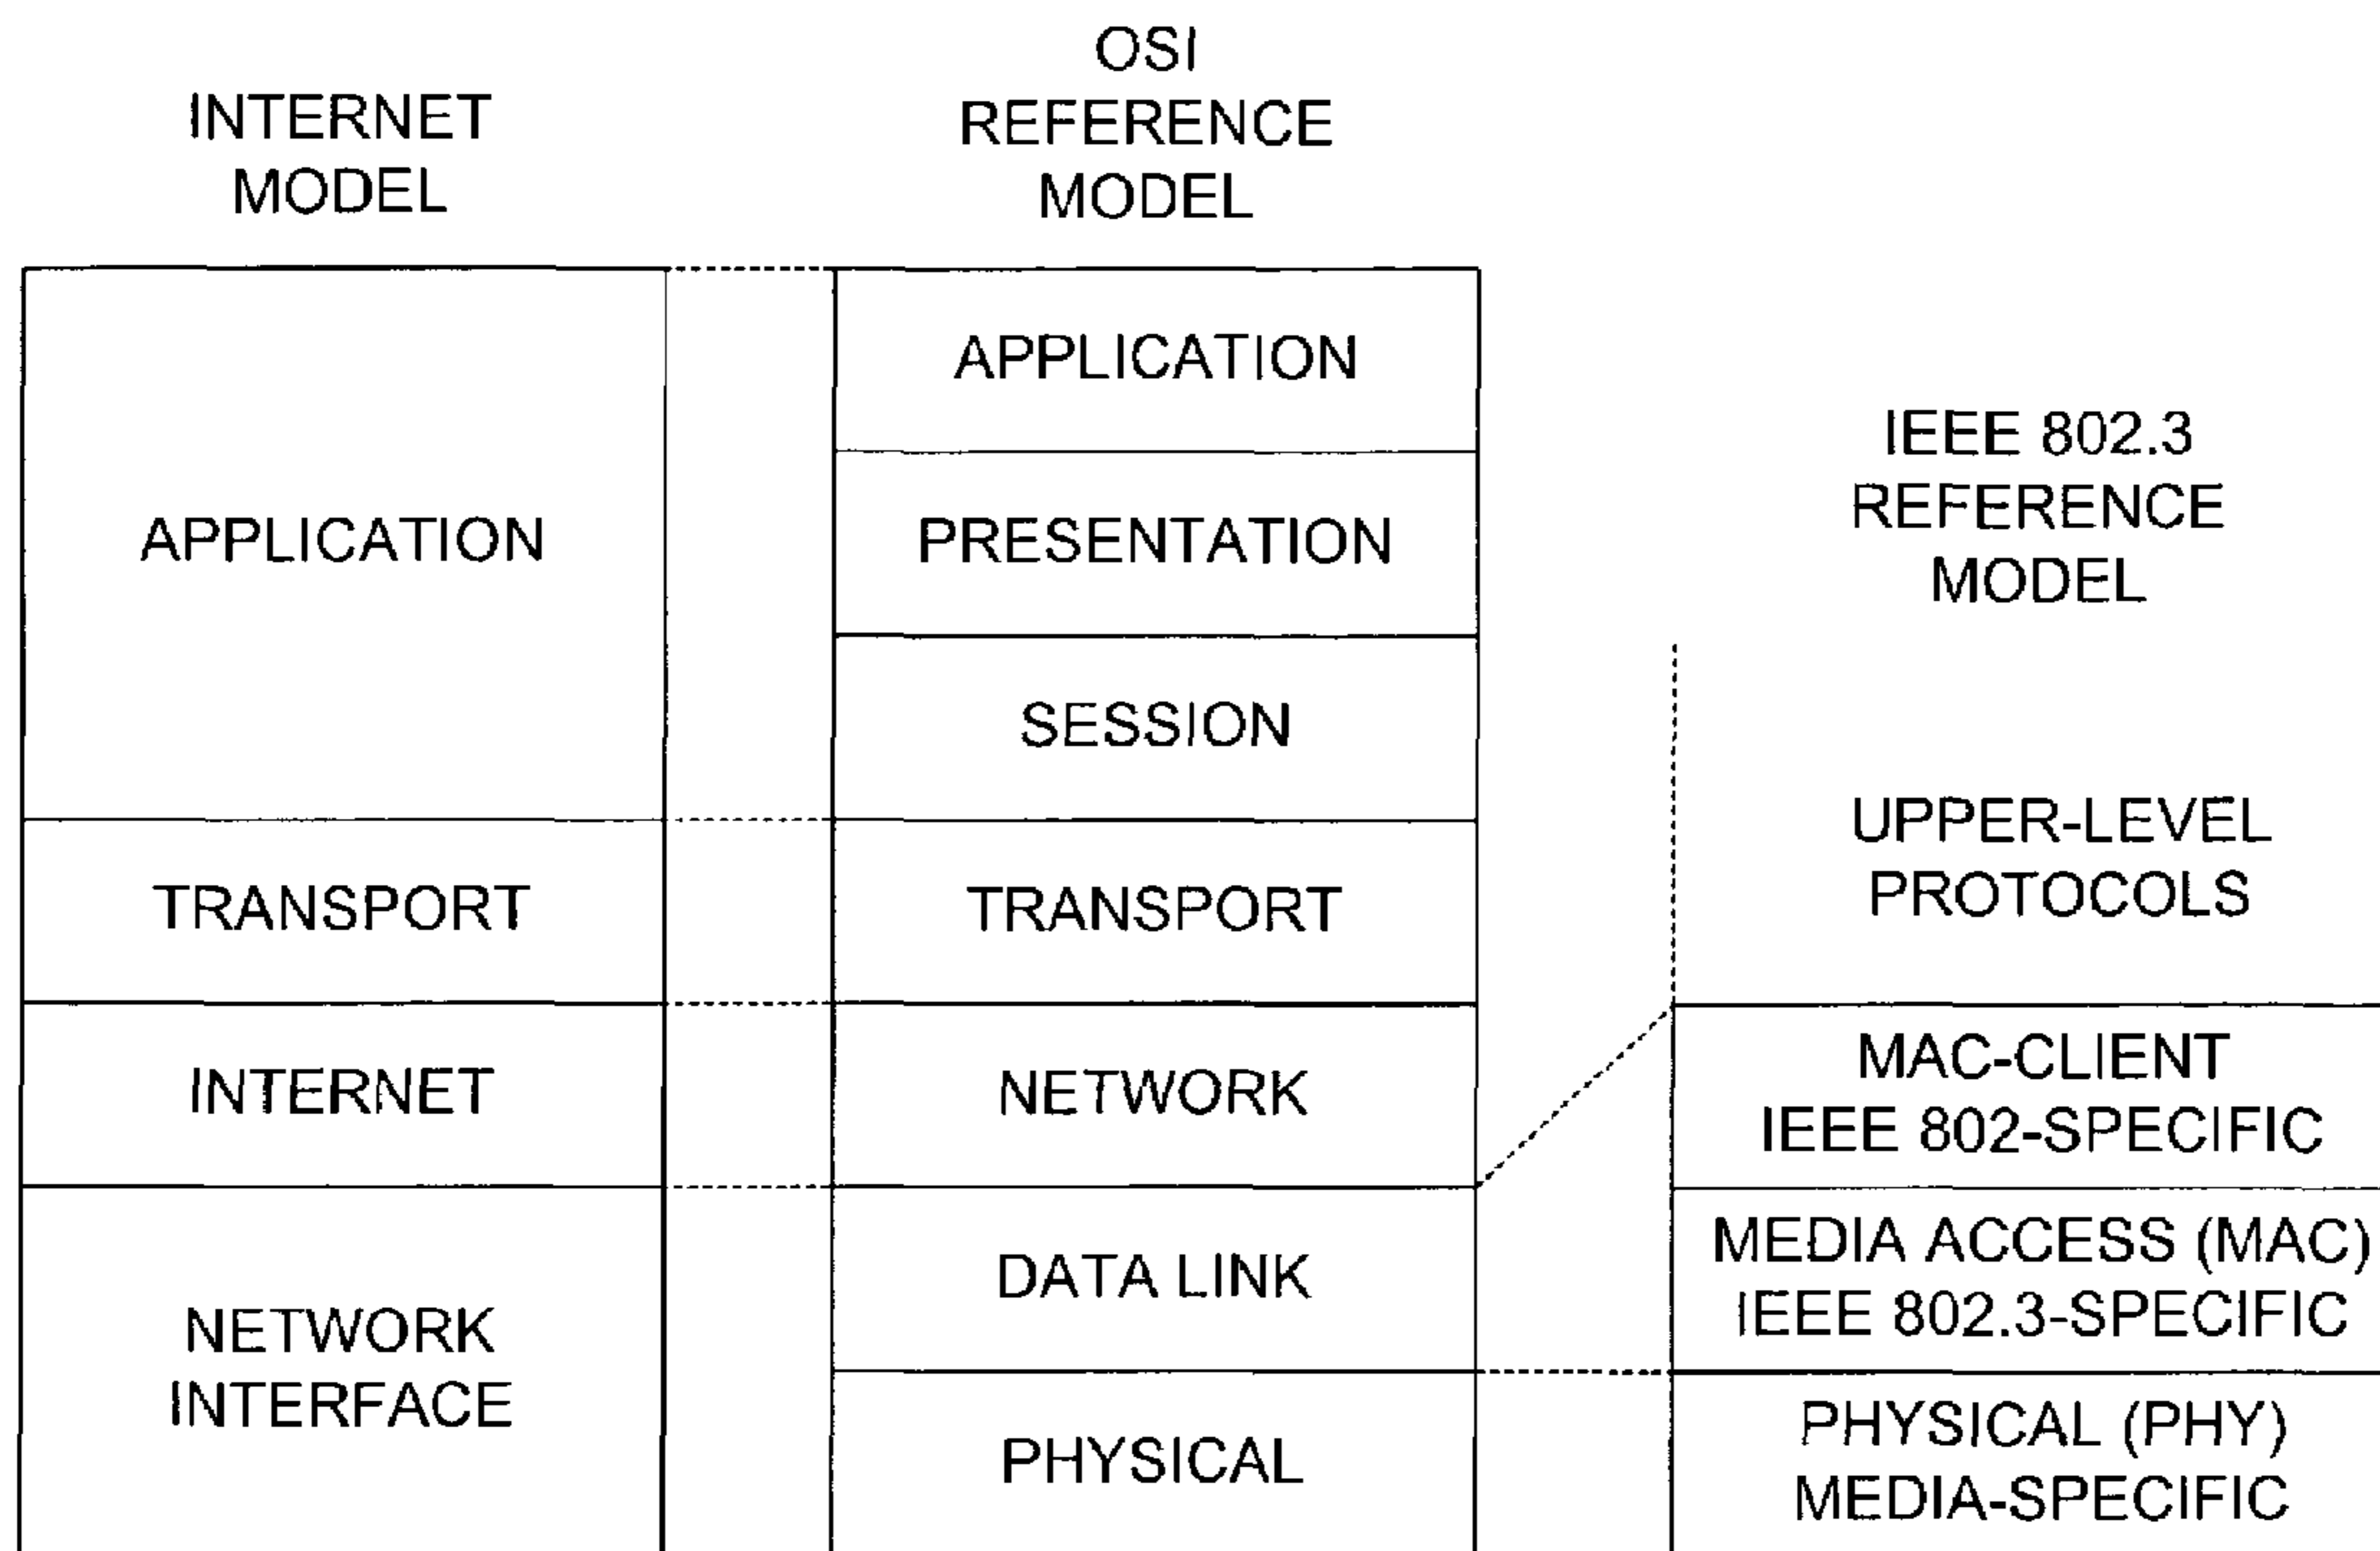 INTERNET
MODEL
APPLICATION
TRANSPORT
INTERNET
NETWORK
INTERFACE
OSI
REFERENCE
MODEL
APPLICATION
PRESENTATION
SESSION
TRANSPORT
NETWORK
DATA LINK
PHYSICAL
IEEE 802.3
REFERENCE
MODEL
UPPER-LEVEL
PROTOCOLS
MAC-CLIENT
IEEE 802-SPECIFIC
MEDIA ACCESS (MAC)
IEEE 802.3-SPECIFIC
PHYSICAL (PHY)
MEDIA-SPECIFIC